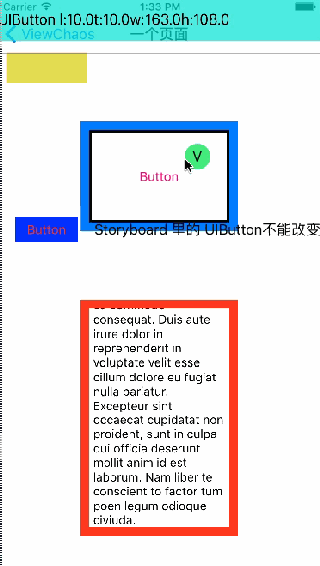 Carrier 1:33 PM
UIButton l:10.0t:10.0w:163.0h:108.0
ViewChaos 一个页面
V
Button
Button Storyboard 里的 UIButton不能改变
consequat. Duis aute
irure dolor in
reprehenderit in
voluptate velit esse
cillum dolore eu fugiat
nulla pariatur.
Excepteur sint
occaecat cupidatat non
proident, sunt in culpa
qui officia deserunt
mollit anim id est
laborum. Nam liber te
conscient to factor tum
poen legum odioque
civiuda.